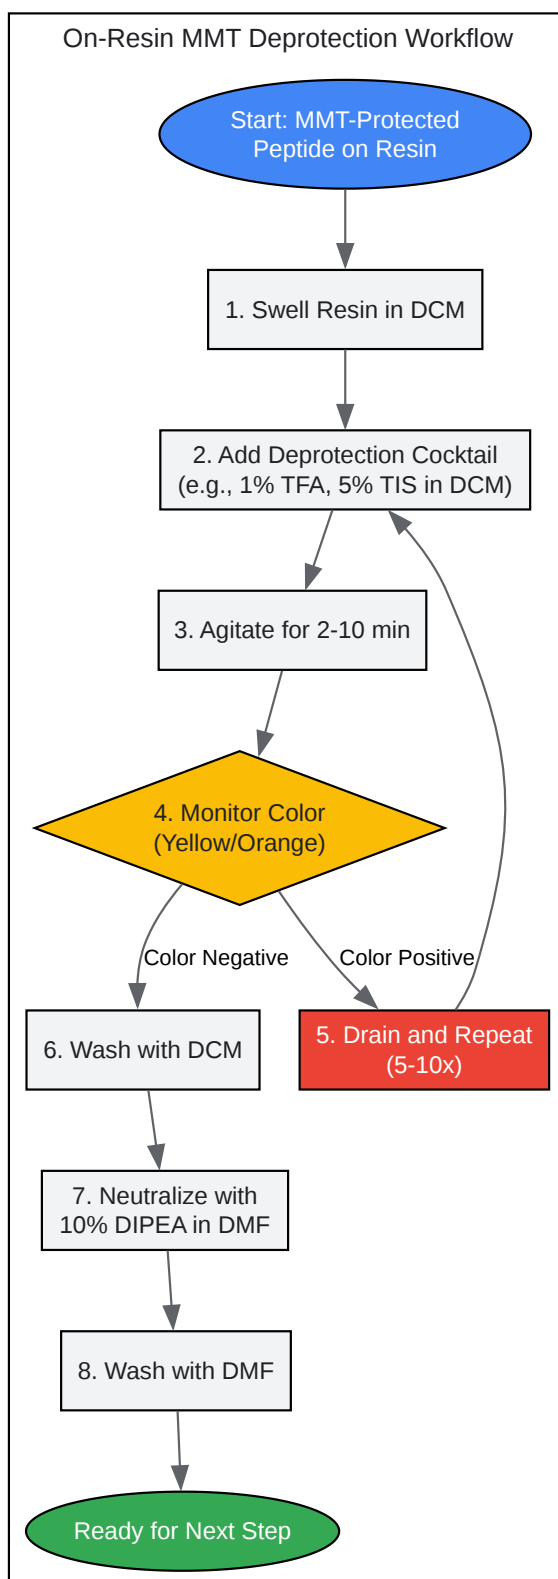 On-Resin MMT Deprotection Workflow
Start: MMT-Protected
Peptide on Resin
1. Swell Resin in DCM
2. Add Deprotection Cocktail
(e.g., 1% TFA, 5% TIS in DCM)
3. Agitate for 2-10 min
4. Monitor Color
(Yellow/Orange)
Color Negative
Color Positive
6. Wash with DCM
5. Drain and Repeat
(5-10x)
7. Neutralize with
10% DIPEA in DMF
8. Wash with DMF
Ready for Next Step